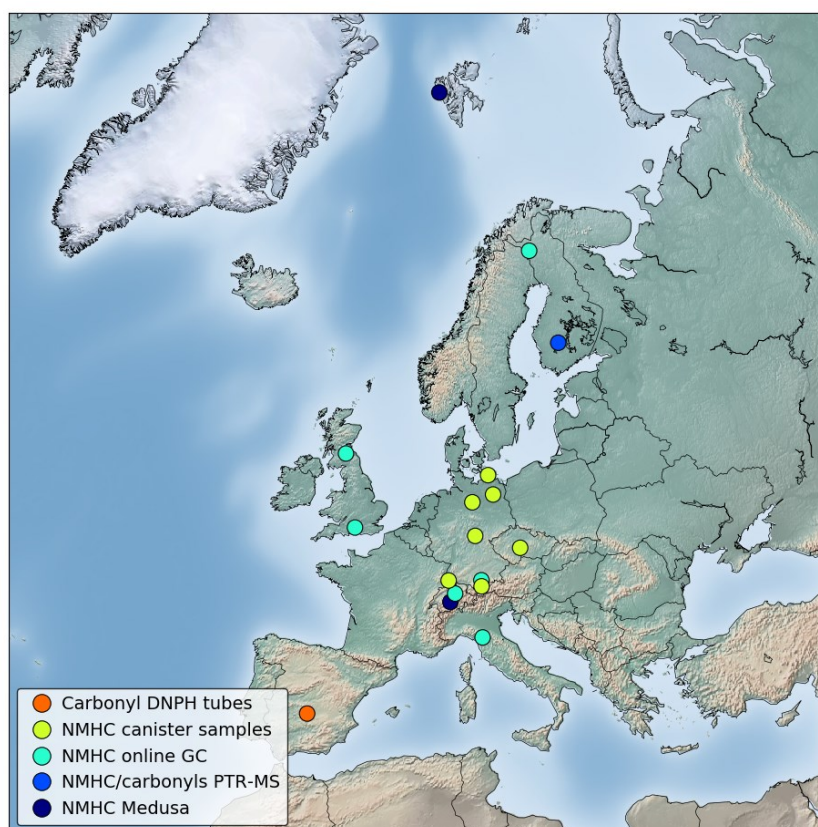 Carbonyl DNPH tubes
NMHC canister samples
NMHC online GC
NMHC/carbonyls PTR-MS
NMHC Medusa